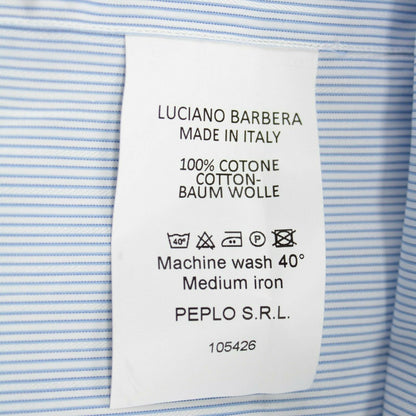 LUCIANO BARBERA
MADE IN ITALY
100% COTONE
COTTON-
BAUM WOLLE
40° P
Machine wash 40°
Medium iron
PEPLO S.R.L.
105426